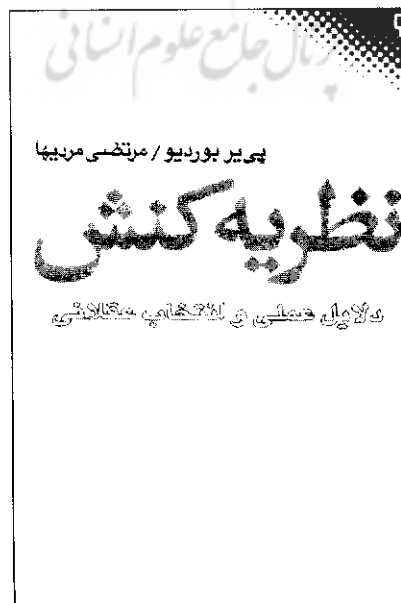 پرتال جامع علوم انسانی
پی‌یر بوردیو / مرتضی مردیها
نظریه کنش
دلایل عملی و انتخاب عقلانی